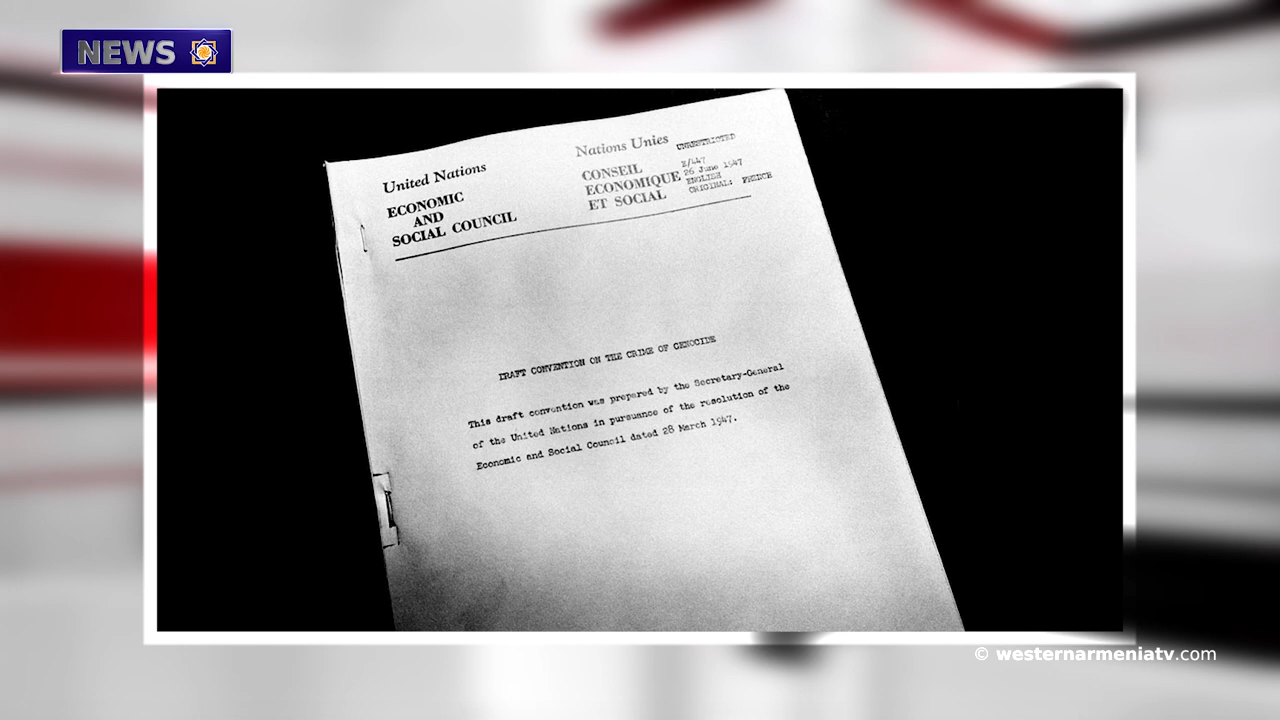 NEWS
United Nations
ECONOMIC
AND
SOCIAL COUNCIL
Nations Unies
CONSEIL
ECONOMIQUE
ET SOCIAL
UNRESTRICTED
E/447
26 June 1947
ENGLISH
ORIGINAL: FRENCH
DRAFT CONVENTION ON THE CRIME OF GENOCIDE
This draft convention was prepared by the Secretary-General
of the United Nations in pursuance of the resolution of the
Economic and Social Council dated 28 March 1947.
© westernarmeniatv.com